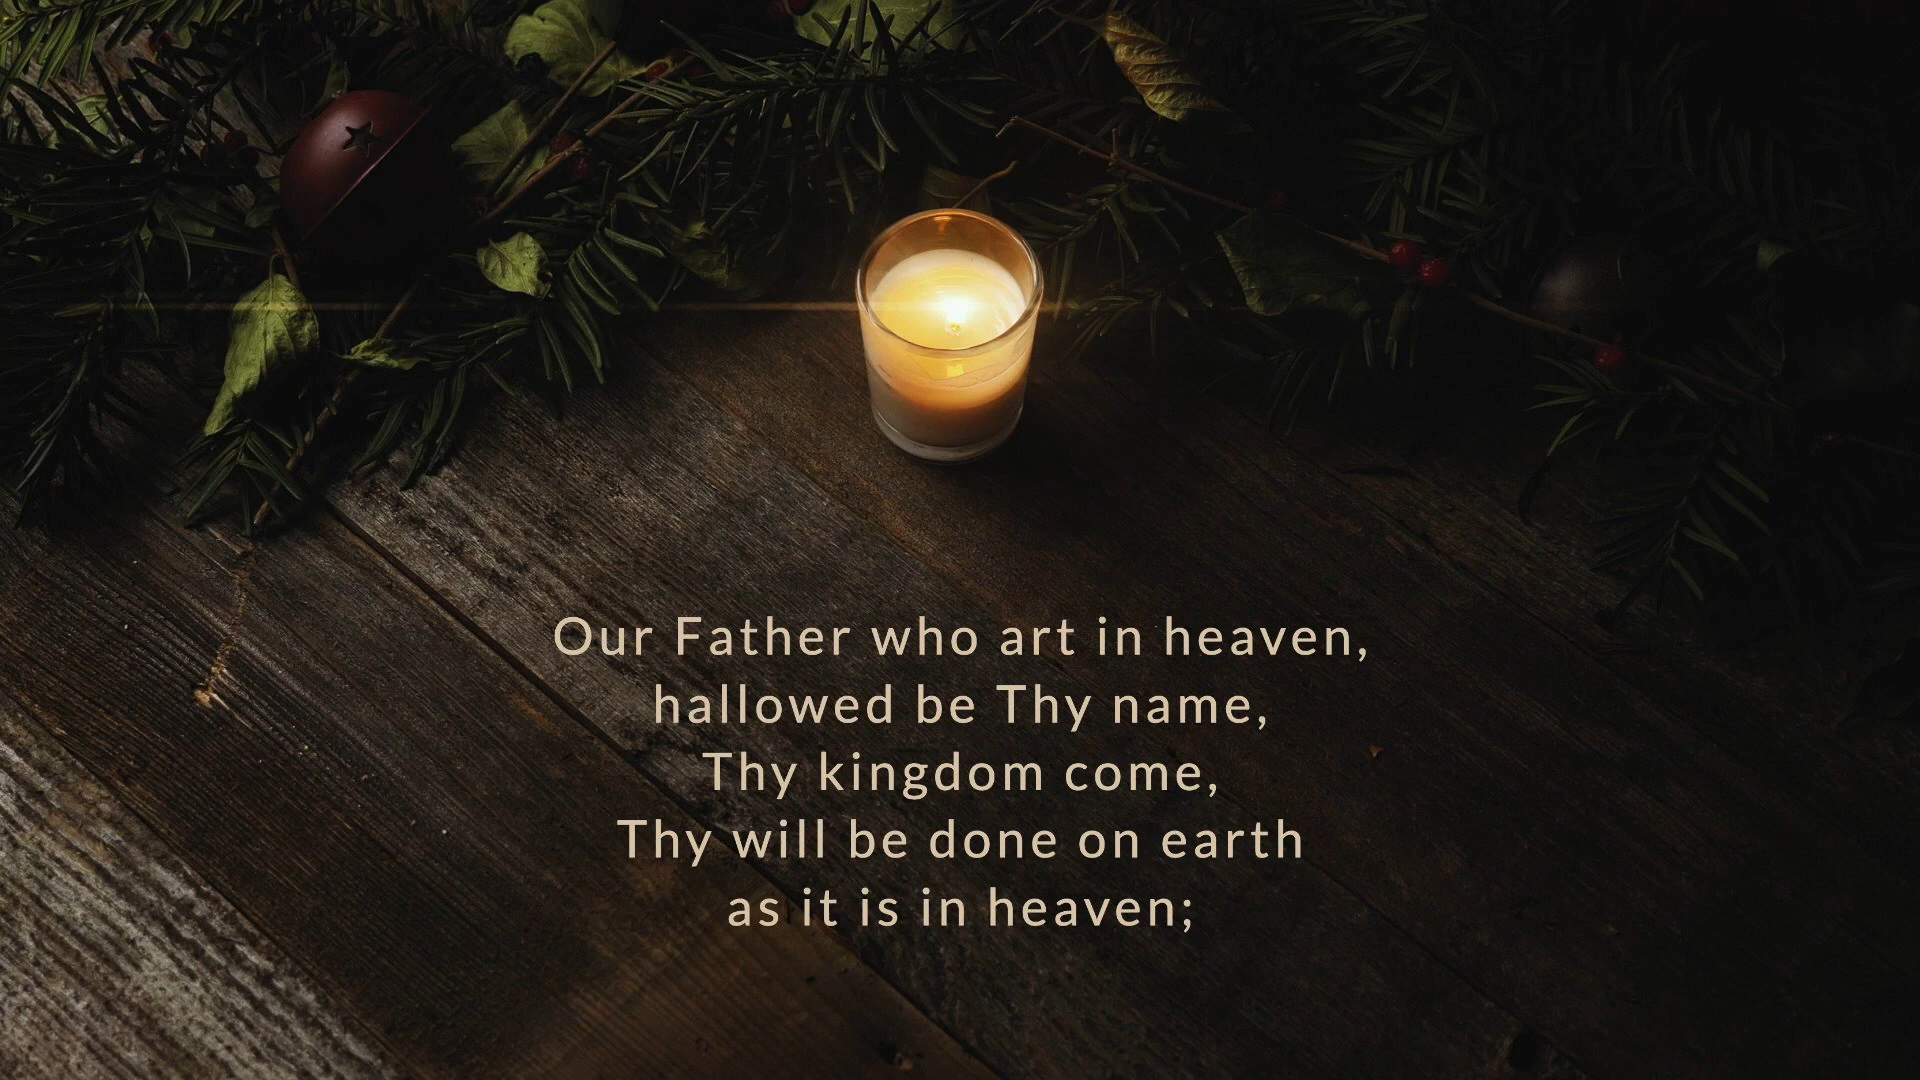 Our Father who art in heaven,
hallowed be Thy name,
Thy kingdom come,
Thy will be done on earth
as it is in heaven;